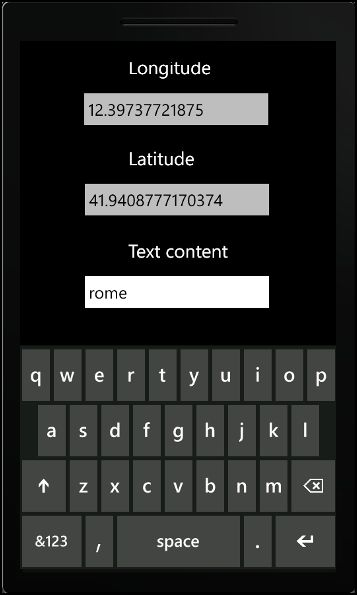 Longitude
12.39737721875
Latitude
41.9408777170374
Text content
rome
q w e r t y u i o p
a s d f g h j k l
z x c v b n m
&123 , space .